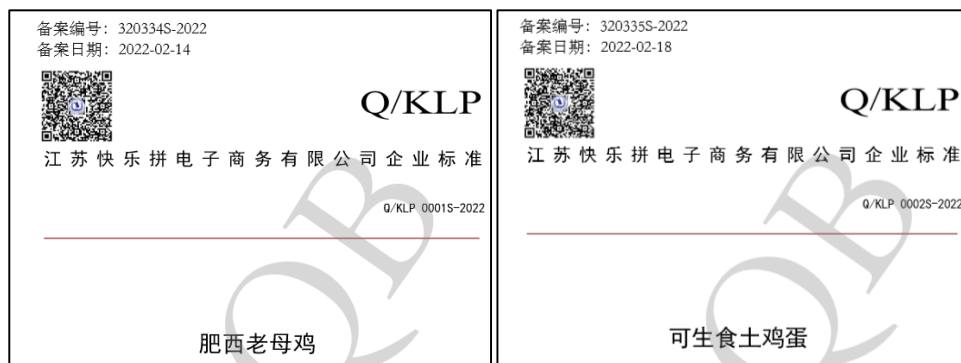 备案编号：320334S-2022
备案日期：2022-02-14
Q/KLP
江苏快乐拼电子商务有限公司企业标准
Q/KLP 0001S-2022
QB
肥西老母鸡
备案编号：320335S-2022
备案日期：2022-02-18
Q/KLP
江苏快乐拼电子商务有限公司企业标准
Q/KLP 0002S-2022
QB
可生食土鸡蛋